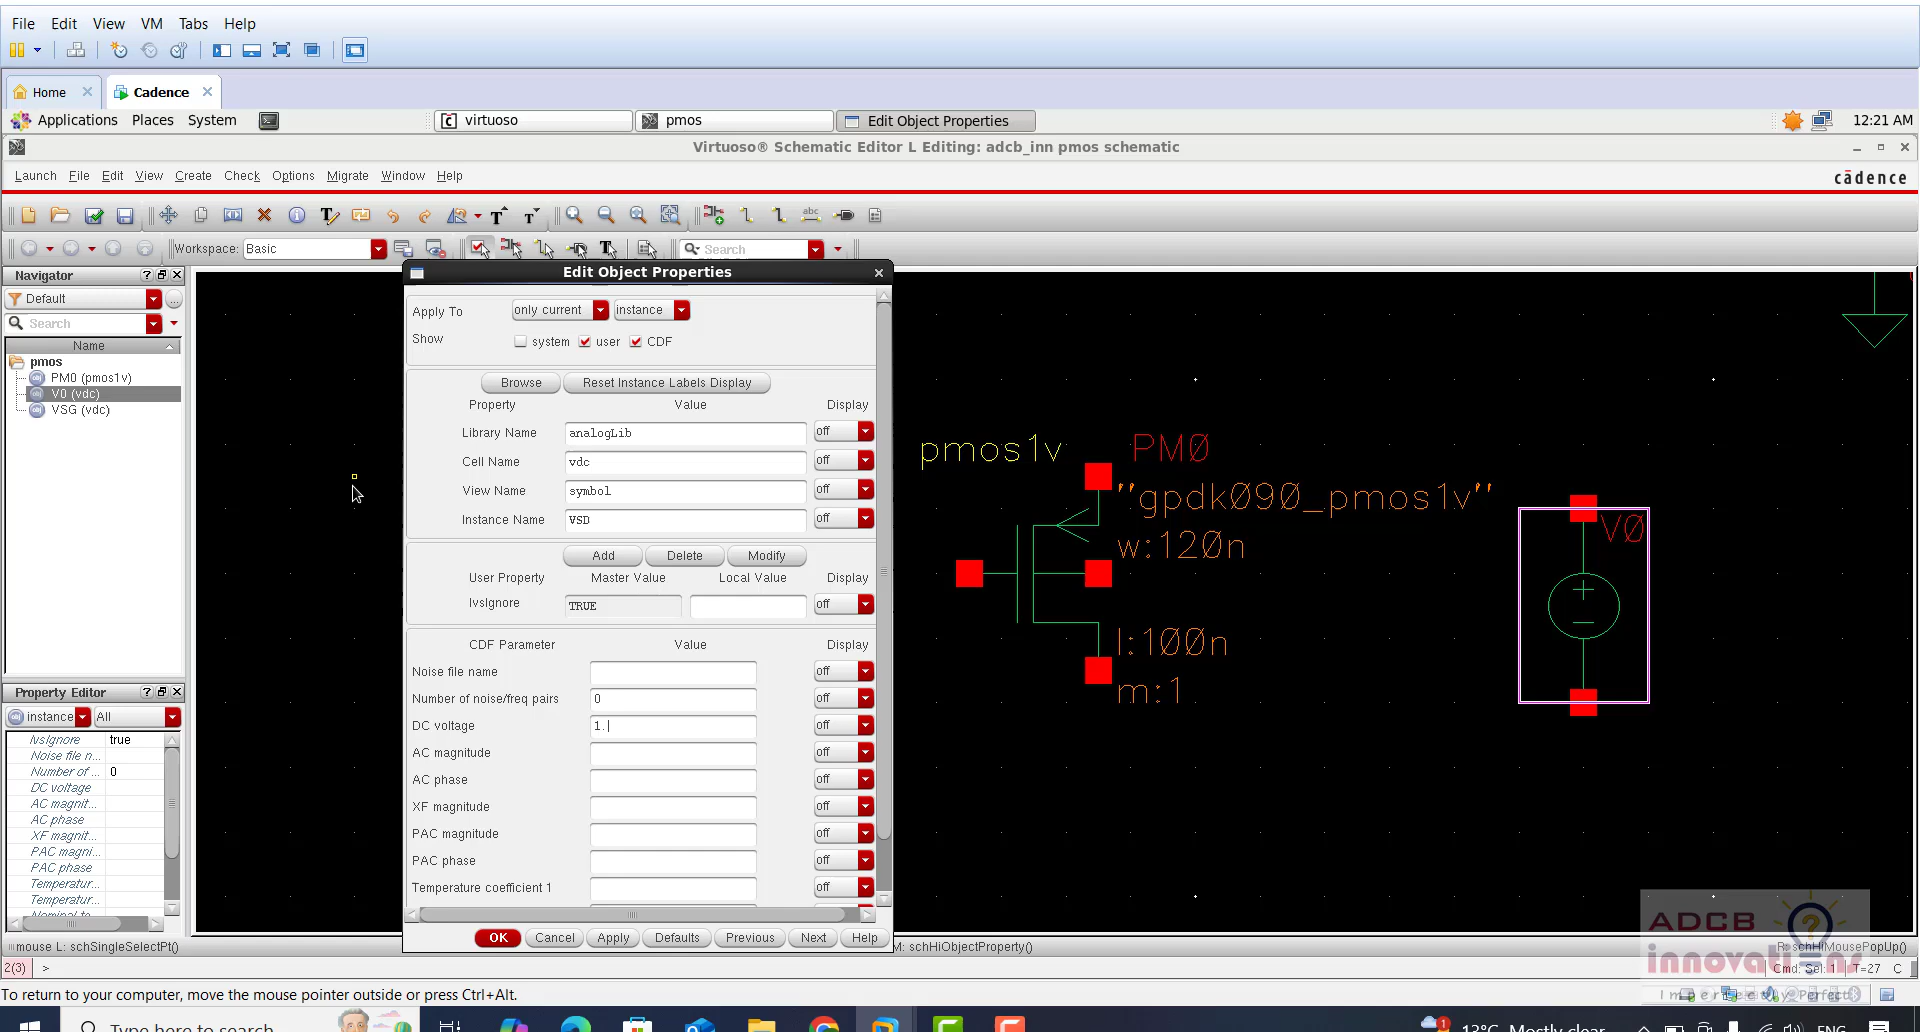 File Edit View VM Tabs Help
Home Cadence
Applications Places System virtuoso pmos Edit Object Properties 12:21 AM
Virtuoso® Schematic Editor L Editing: adcb_inn pmos schematic
Launch File Edit View Create Check Options Migrate Window Help cādence
Workspace: Basic Search
Navigator
Default
Search
Name
pmos
PM0 (pmos1v)
V0 (vdc)
VSG (vdc)
Property Editor
instance All
lvsIgnore true
Noise file n...
Number of ... 0
DC voltage
AC magnit...
AC phase
XF magnit...
PAC magni...
PAC phase
Temperatur...
Temperatur...
Nominal te...
Edit Object Properties
Apply To only current instance
Show system user CDF
Browse Reset Instance Labels Display
Property Value Display
Library Name analogLib off
Cell Name vdc off
View Name symbol off
Instance Name VSD off
Add Delete Modify
User Property Master Value Local Value Display
lvsIgnore TRUE off
CDF Parameter Value Display
Noise file name off
Number of noise/freq pairs 0 off
DC voltage 1. off
AC magnitude off
AC phase off
XF magnitude off
PAC magnitude off
PAC phase off
Temperature coefficient 1 off
OK Cancel Apply Defaults Previous Next Help
pmos1v PM0
"gpdk090_pmos1v"
w:120n
l:100n
m:1
V0
ADCB
innovations
Imperfectly Perfect
mouse L: schSingleSelectPt() M: schHiObjectProperty() R: schHiMousePopUp()
2(3) > Cmd: Sel: 1 T=27 C
To return to your computer, move the mouse pointer outside or press Ctrl+Alt.
Type here to search 13°C Mostly clear ENG